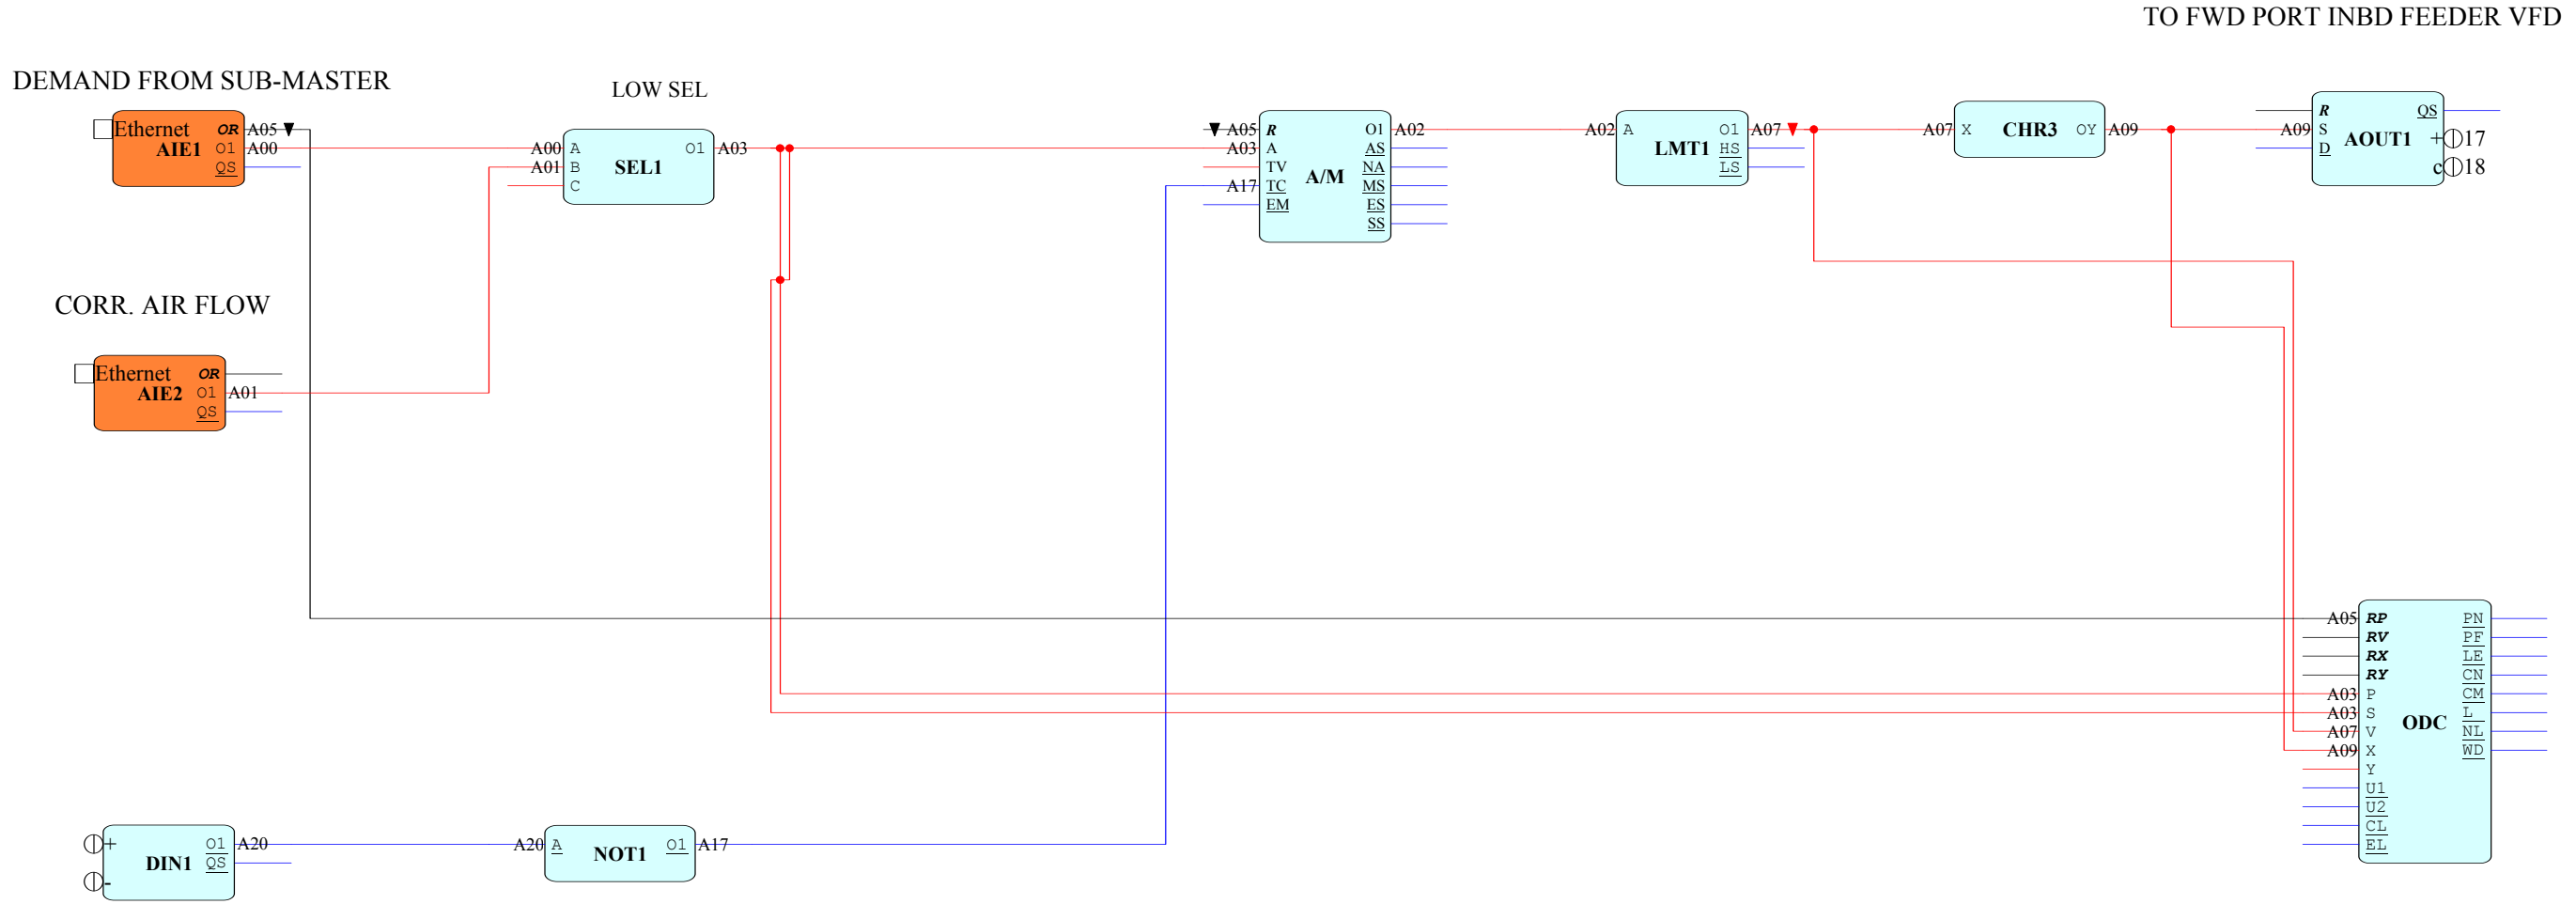 TO FWD PORT INBD FEEDER VFD
DEMAND FROM SUB-MASTER
LOW SEL
Ethernet OR A05
AIE1 O1 A00
QS
A00 A O1 A03
A01 B SEL1
C
A05 R O1 A02
A03 A AS
TV A/M NA
A17 TC MS
EM ES
SS
A02 A O1 A07
LMT1 HS
LS
A07 X CHR3 OY A09
R QS
A09 S AOUT1 + 17
D c 18
CORR. AIR FLOW
Ethernet OR
AIE2 O1 A01
QS
A05 RP PN
RV PF
RX LE
RY CN
A03 P CM
A03 S ODC L
A07 V NL
A09 X WD
Y
U1
U2
CL
EL
+ O1 A20
DIN1 QS
-
A20 A NOT1 O1 A17